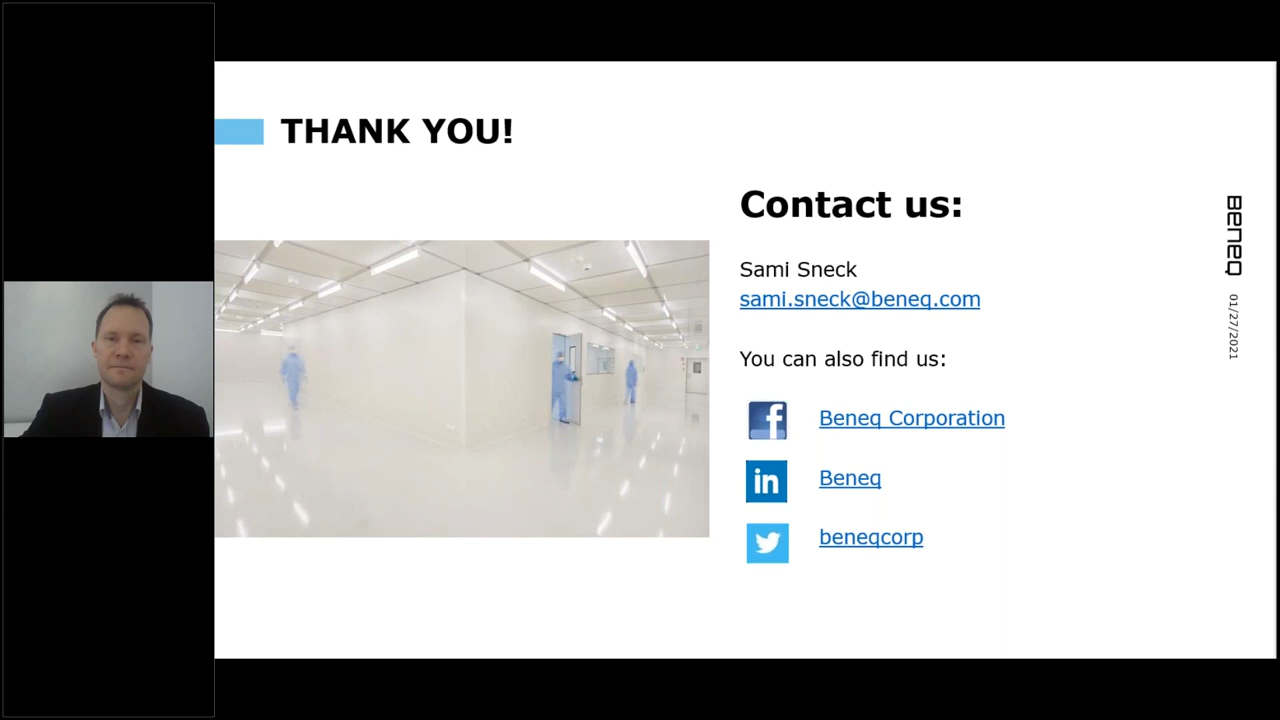 THANK YOU!
Contact us:
Sami Sneck
sami.sneck@beneq.com
You can also find us:
Beneq Corporation
in
Beneq
beneqcorp
Beneq
01/27/2021